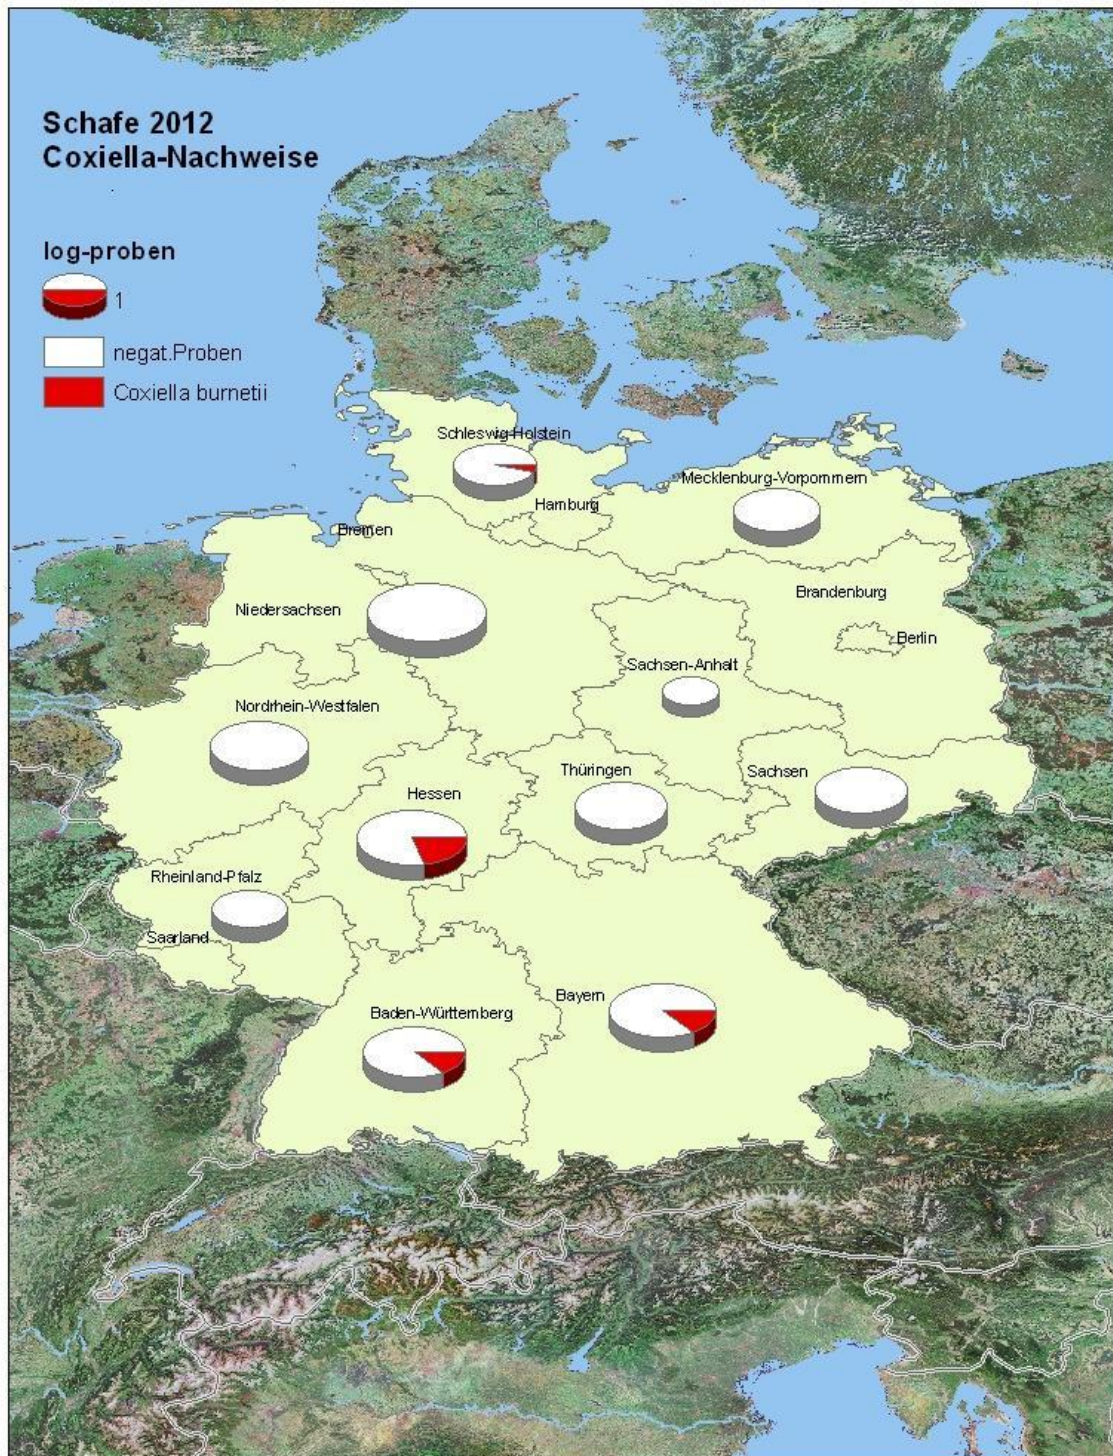 Schafe 2012
Coxiella-Nachweise
log-proben
1
negat.Proben
Coxiella burnetii
Schleswig-Holstein
Mecklenburg-Vorpommern
Hamburg
Bremen
Brandenburg
Niedersachsen
Berlin
Sachsen-Anhalt
Nordrhein-Westfalen
Thüringen
Sachsen
Hessen
Rheinland-Pfalz
Saarland
Bayern
Baden-Württemberg